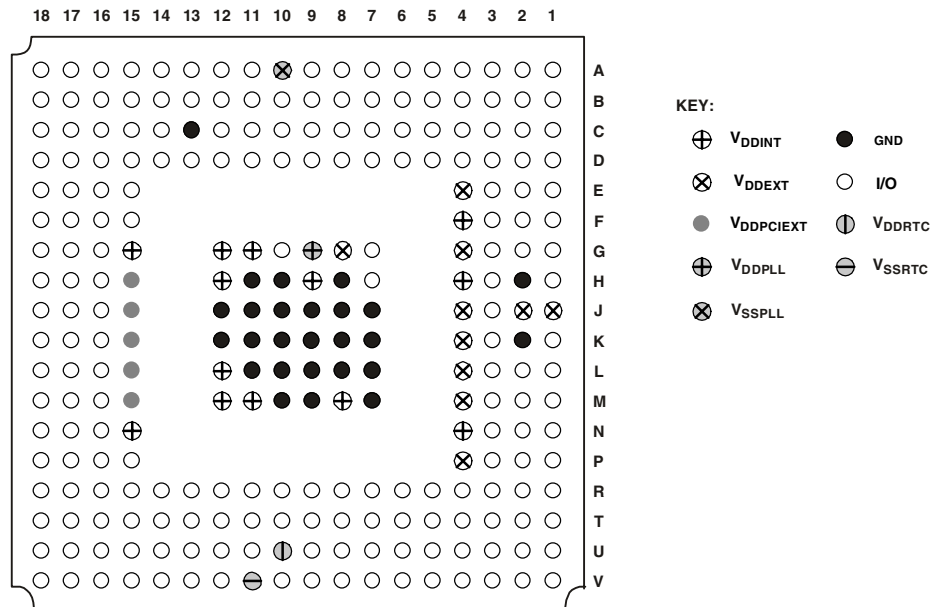 18 17 16 15 14 13 12 11 10 9 8 7 6 5 4 3 2 1
A
B
C
D
E
F
G
H
J
K
L
M
N
P
R
T
U
V
KEY:
VDDINT GND
VDDEXT I/O
VDDPCIEXT VDDRTC
VDDPLL VSSRTC
VSSPLL